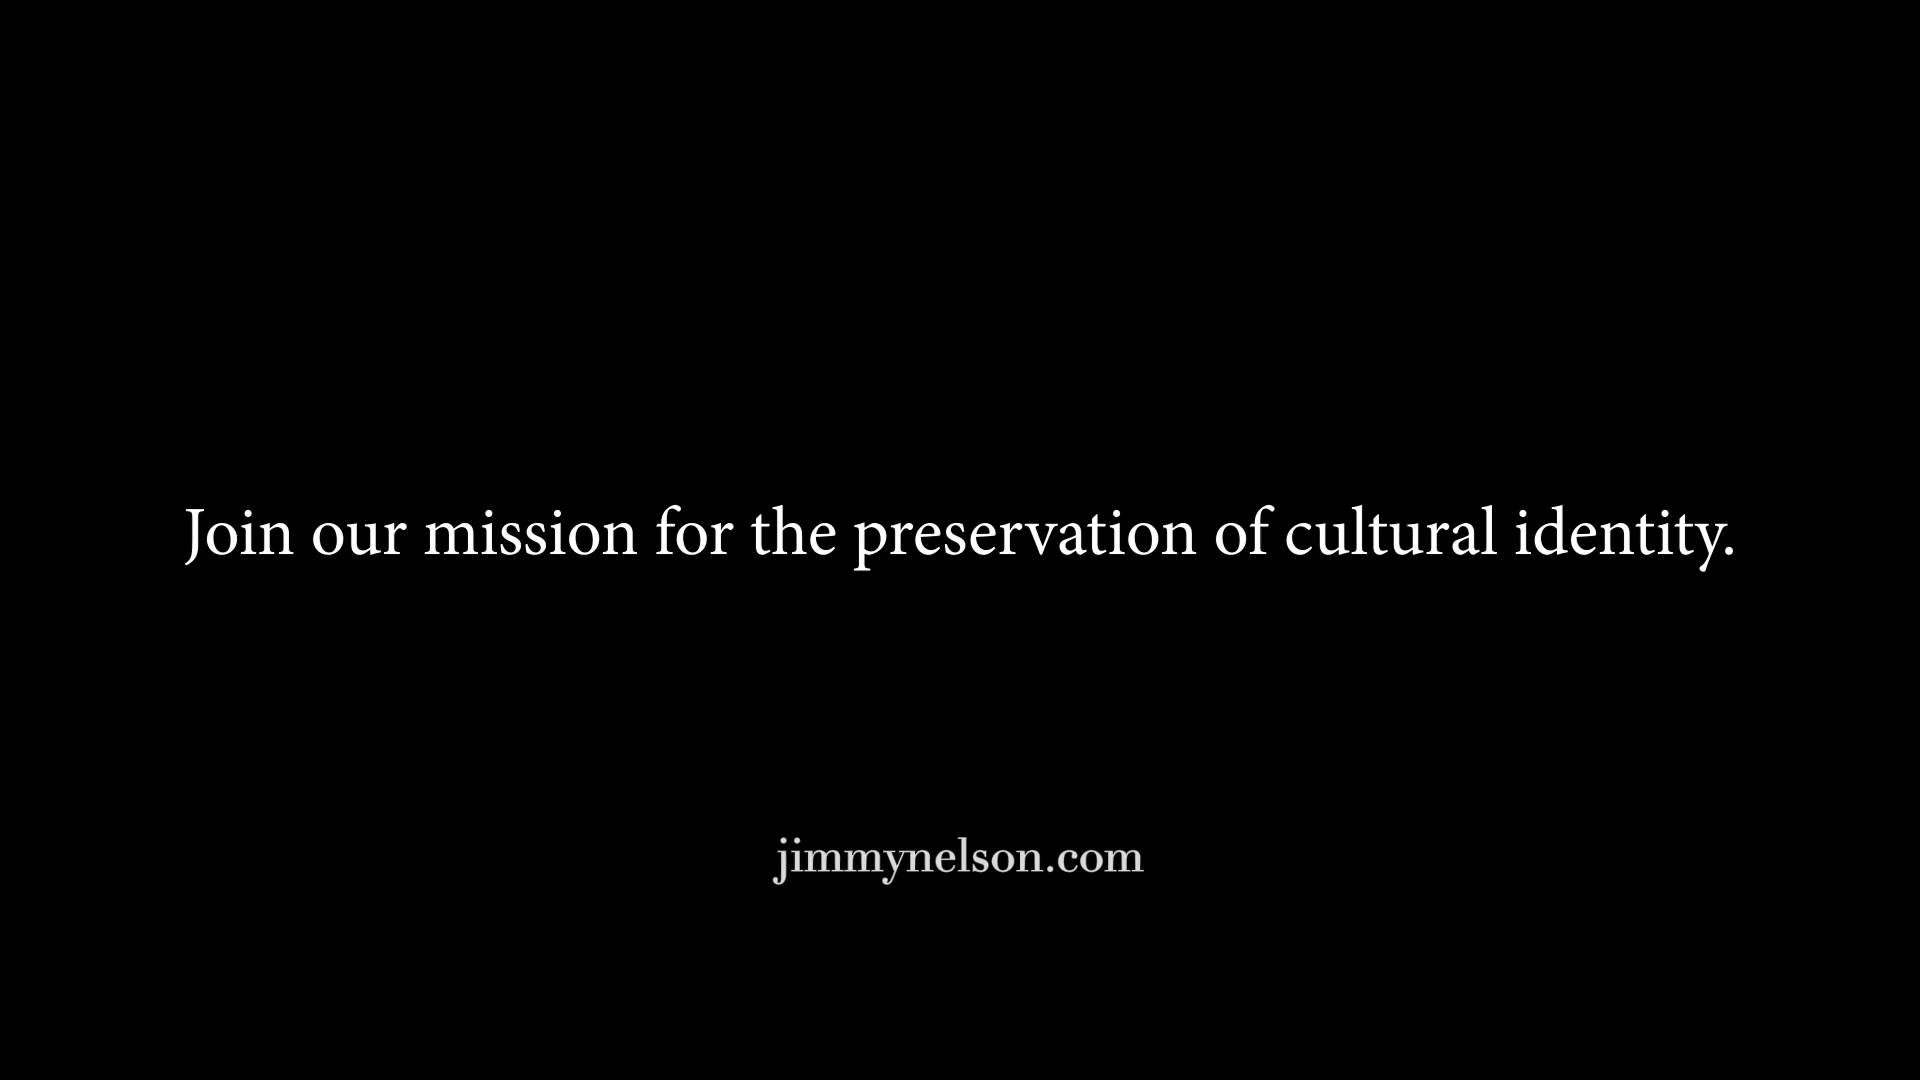 Join our mission for the preservation of cultural identity.
jimmynelson.com